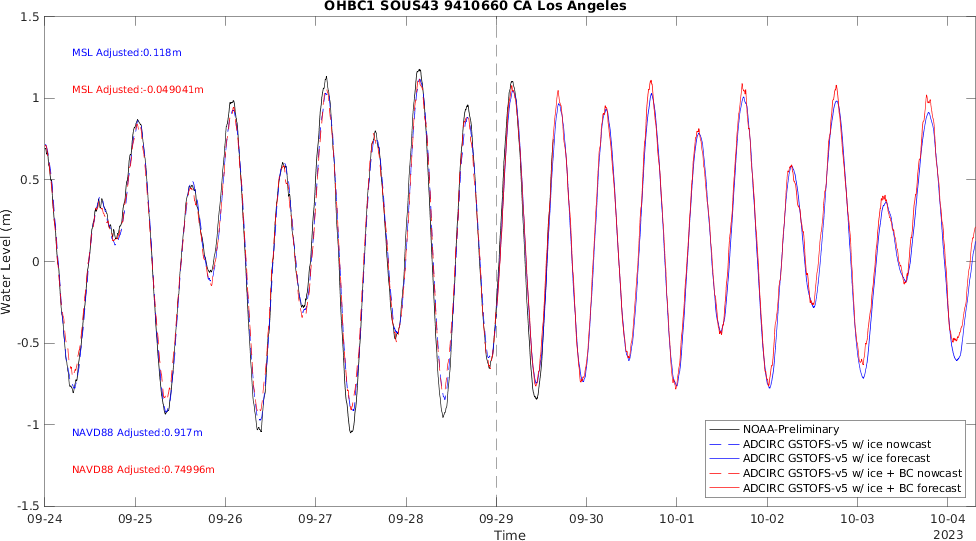 OHBC1 SOUS43 9410660 CA Los Angeles
1.5
MSL Adjusted:0.118m
MSL Adjusted:-0.049041m
1
0.5
0
-0.5
-1
-1.5
Water Level (m)
NAVD88 Adjusted:0.917m
NAVD88 Adjusted:0.74996m
NOAA-Preliminary
ADCIRC GSTOFS-v5 w/ ice nowcast
ADCIRC GSTOFS-v5 w/ ice forecast
ADCIRC GSTOFS-v5 w/ ice + BC nowcast
ADCIRC GSTOFS-v5 w/ ice + BC forecast
09-24 09-25 09-26 09-27 09-28 09-29 09-30 10-01 10-02 10-03 10-04
Time 2023